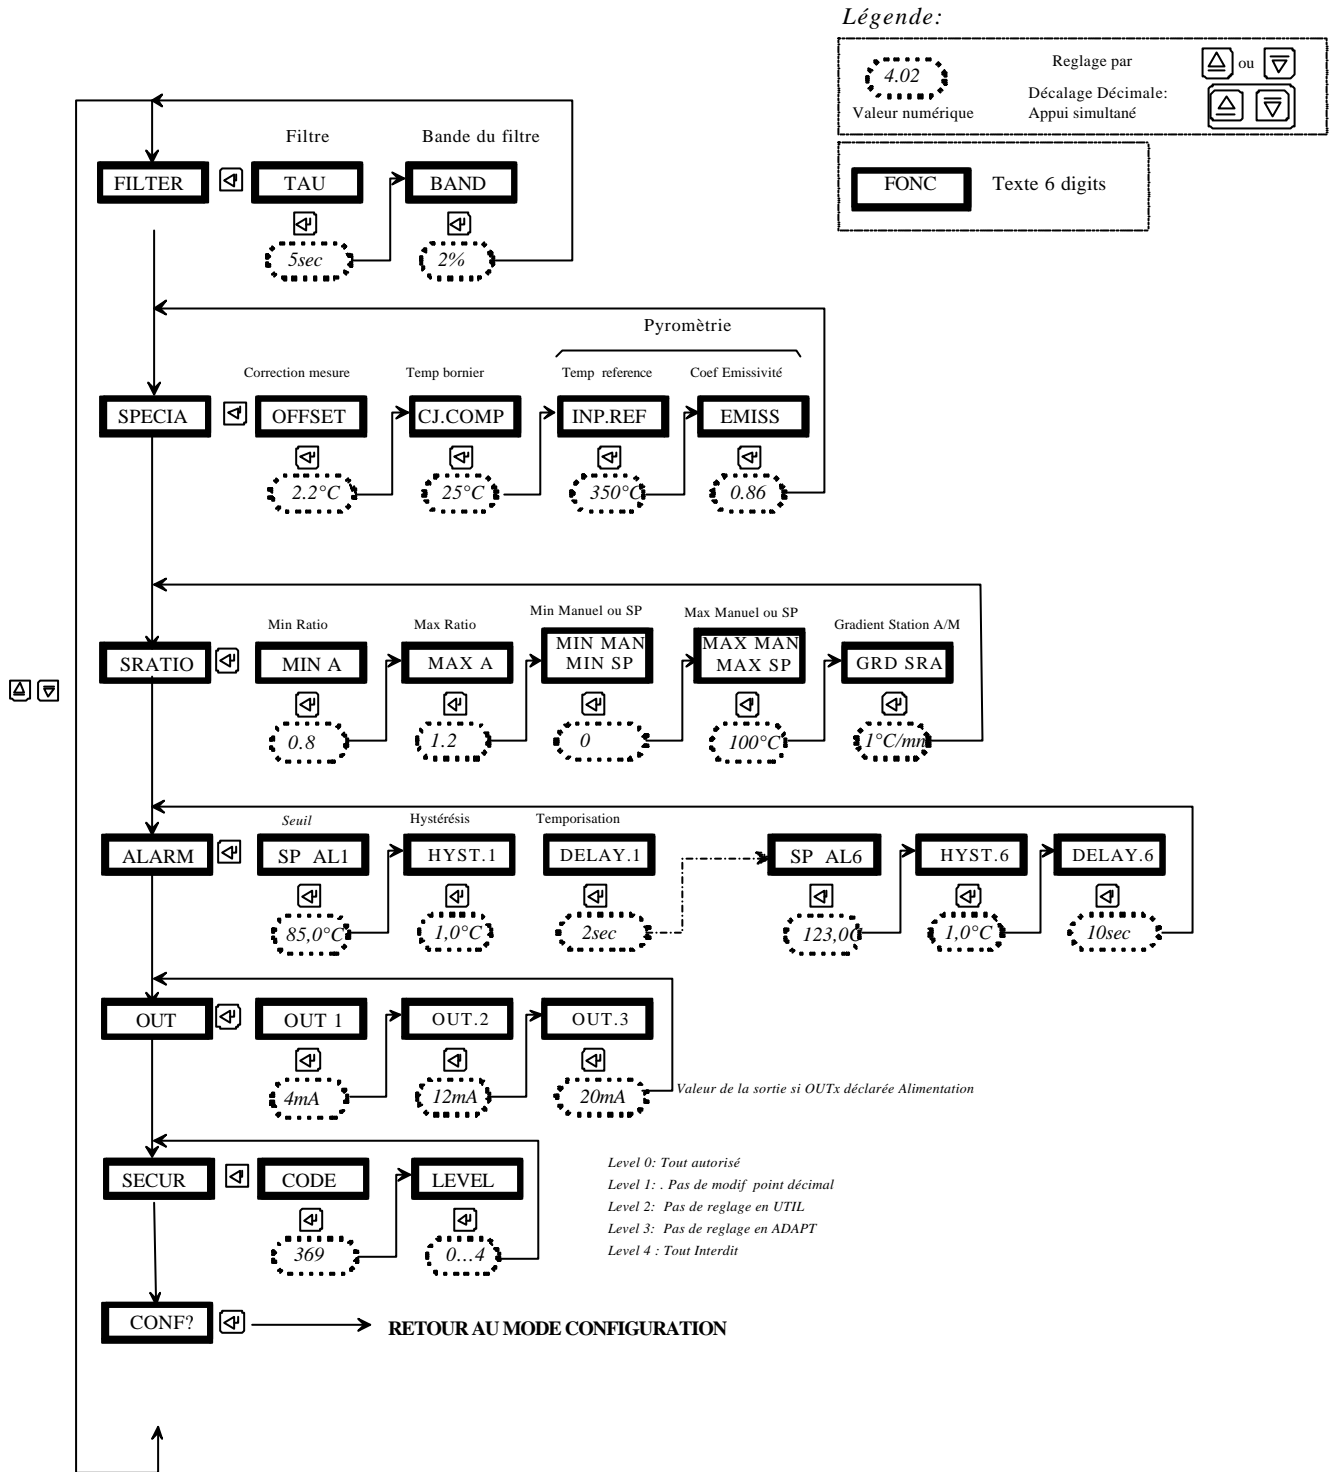 Légende:
4.02
Reglage par
ou
Valeur numérique
Décalage Décimale:
Appui simultané
FONC
Texte 6 digits
Filtre
Bande du filtre
FILTER
TAU
BAND
5sec
2%
Pyromètrie
Correction mesure
Temp bornier
Temp reference
Coef Emissivité
SPECIA
OFFSET
CJ.COMP
INP.REF
EMISS
2.2°C
25°C
350°C
0.86
Min Ratio
Max Ratio
Min Manuel ou SP
Max Manuel ou SP
Gradient Station A/M
SRATIO
MIN A
MAX A
MIN MAN
MIN SP
MAX MAN
MAX SP
GRD SRA
0.8
1.2
0
100°C
1°C/mn
Seuil
Hystérésis
Temporisation
ALARM
SP AL1
HYST.1
DELAY.1
SP AL6
HYST.6
DELAY.6
85,0°C
1,0°C
2sec
123,0C
1,0°C
10sec
OUT
OUT 1
OUT.2
OUT.3
4mA
12mA
20mA
Valeur de la sortie si OUTx déclarée Alimentation
SECUR
CODE
LEVEL
369
0...4
Level 0: Tout autorisé
Level 1: . Pas de modif point décimal
Level 2: Pas de reglage en UTIL
Level 3: Pas de reglage en ADAPT
Level 4 : Tout Interdit
CONF?
RETOUR AU MODE CONFIGURATION